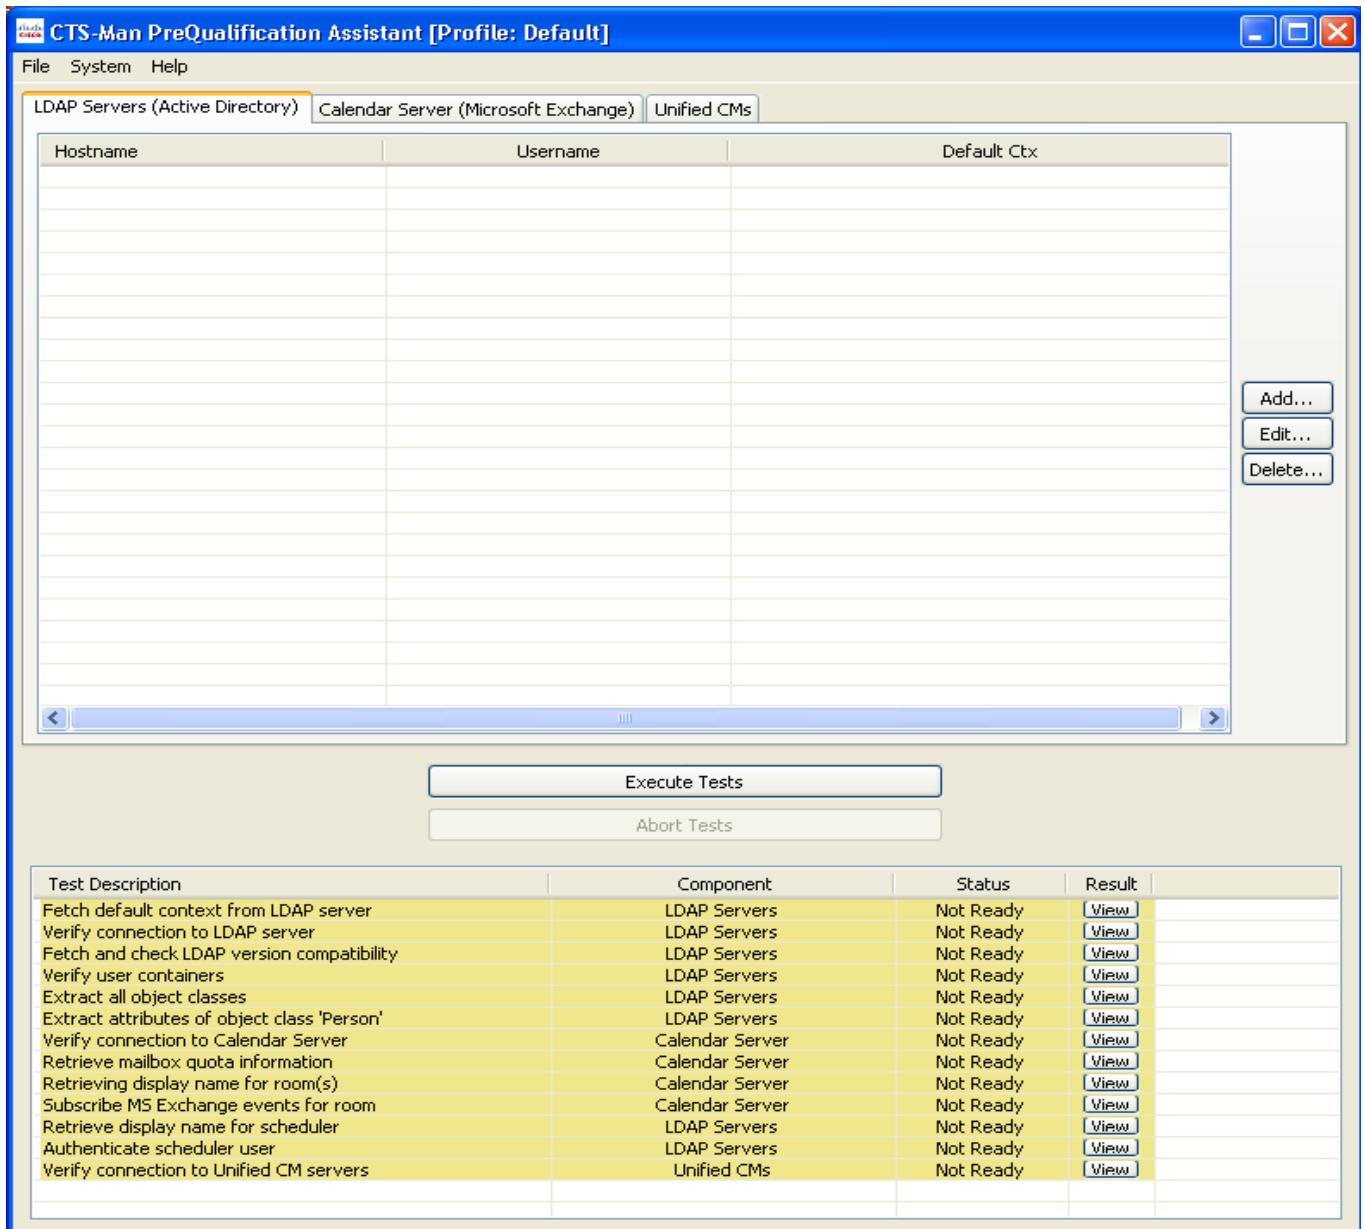 CTS-Man PreQualification Assistant [Profile: Default]
File System Help
LDAP Servers (Active Directory) Calendar Server (Microsoft Exchange) Unified CMs
Hostname Username Default Ctx
Add...
Edit...
Delete...
Execute Tests
Abort Tests
Test Description Component Status Result
Fetch default context from LDAP server LDAP Servers Not Ready View
Verify connection to LDAP server LDAP Servers Not Ready View
Fetch and check LDAP version compatibility LDAP Servers Not Ready View
Verify user containers LDAP Servers Not Ready View
Extract all object classes LDAP Servers Not Ready View
Extract attributes of object class 'Person' LDAP Servers Not Ready View
Verify connection to Calendar Server Calendar Server Not Ready View
Retrieve mailbox quota information Calendar Server Not Ready View
Retrieving display name for room(s) Calendar Server Not Ready View
Subscribe MS Exchange events for room Calendar Server Not Ready View
Retrieve display name for scheduler LDAP Servers Not Ready View
Authenticate scheduler user LDAP Servers Not Ready View
Verify connection to Unified CM servers Unified CMs Not Ready View